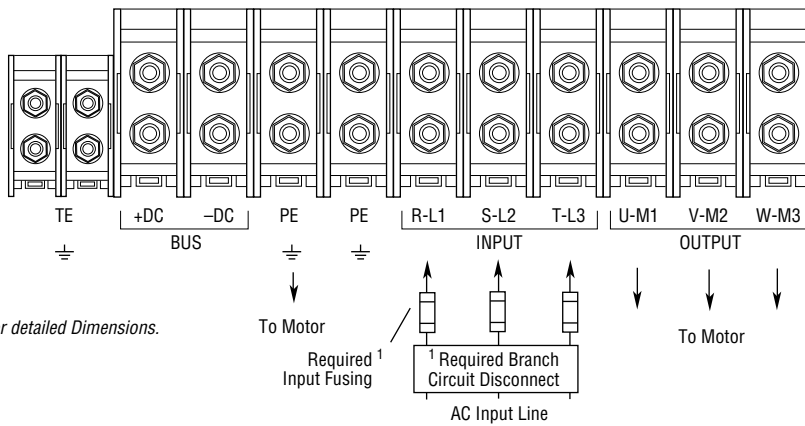 TE +DC –DC PE PE R-L1 S-L2 T-L3 U-M1 V-M2 W-M3
BUS INPUT OUTPUT
r detailed Dimensions.
To Motor
To Motor
Required 1
Input Fusing
1 Required Branch
Circuit Disconnect
AC Input Line